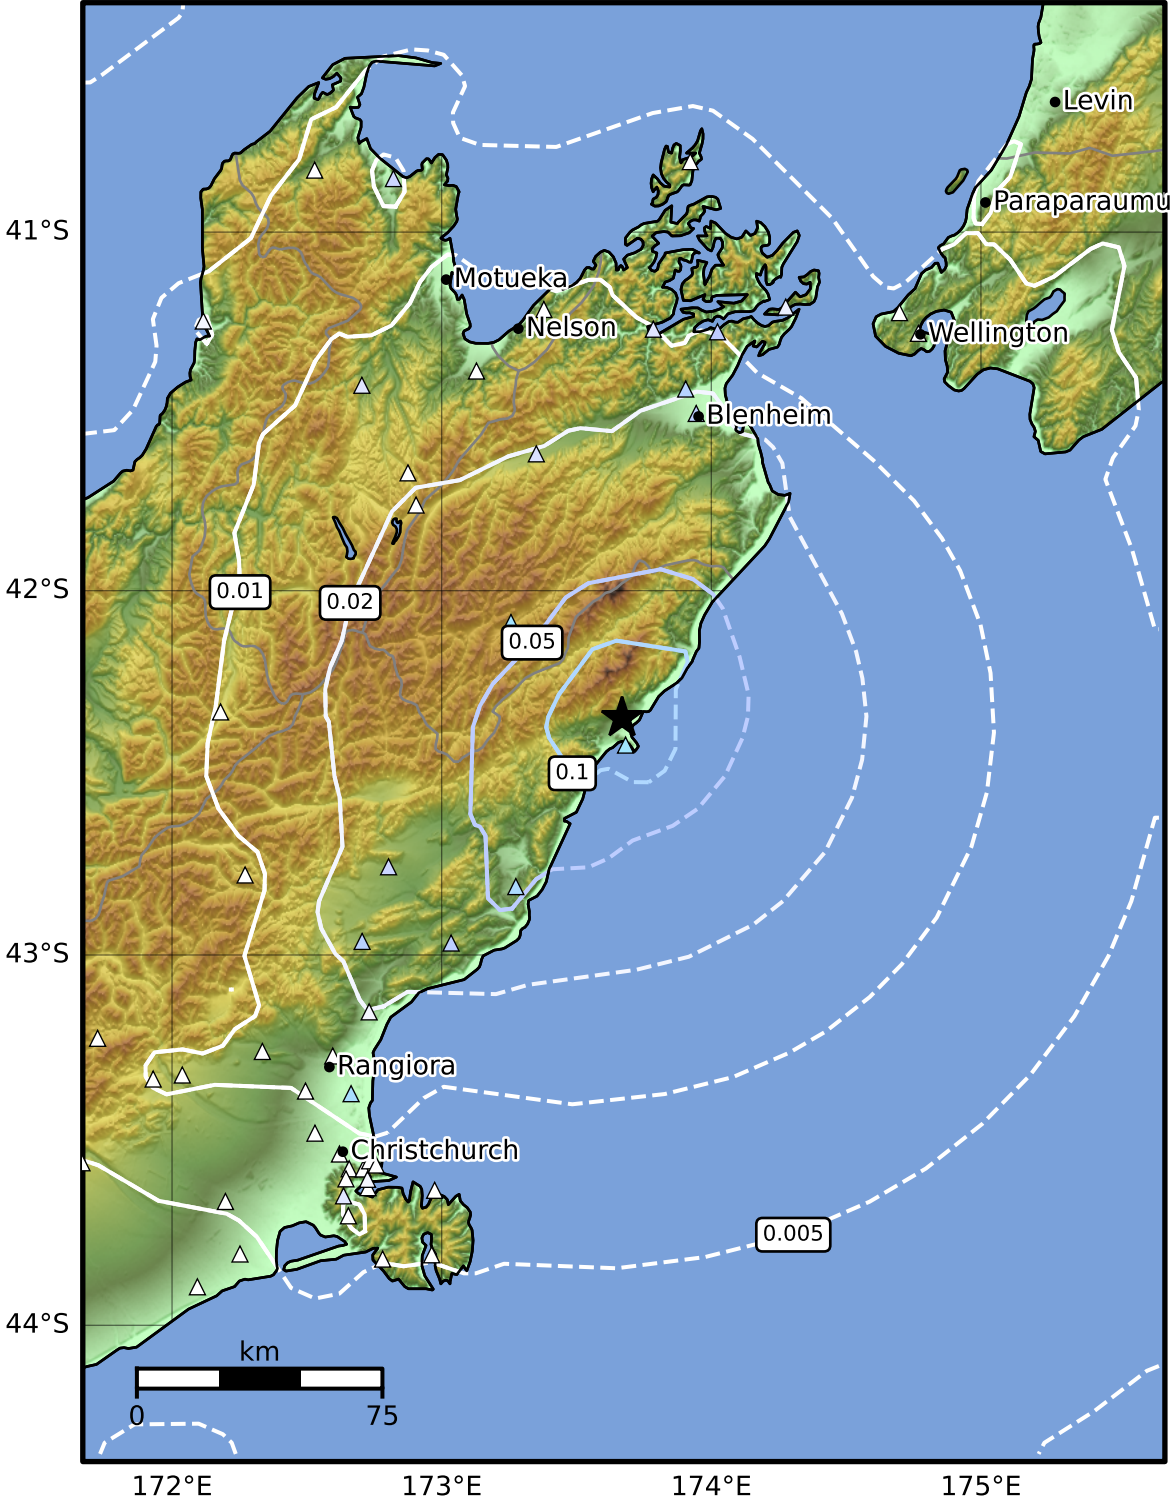 Levin
Paraparaumu
41°S
Motueka
Nelson
Wellington
Blenheim
42°S
0.01
0.02
0.05
0.1
43°S
Rangiora
Christchurch
0.005
44°S
km
0 75
172°E 173°E 174°E 175°E